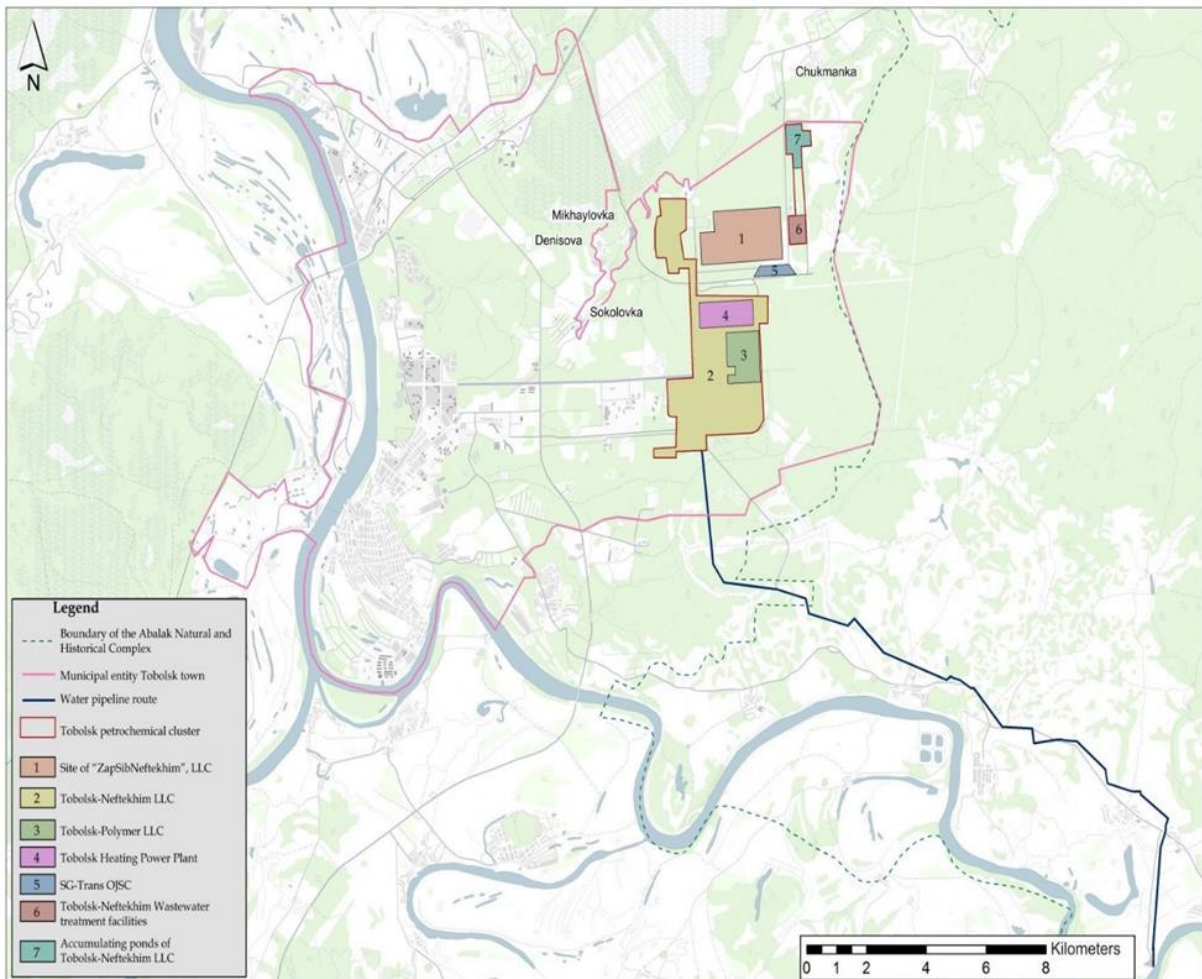 N
Chukmanka
7
Mikhaylovka
Denisova
1
6
5
Sokolovka
4
3
2
Legend
Boundary of the Abalak Natural and
Historical Complex
Municipal entity Tobolsk town
Water pipeline route
Tobolsk petrochemical cluster
1 Site of "ZapSibNeftekhim", LLC
2 Tobolsk-Neftekhim LLC
3 Tobolsk-Polymer LLC
4 Tobolsk Heating Power Plant
5 SG-Trans OJSC
6 Tobolsk-Neftekhim Wastewater
treatment facilities
7 Accumulating ponds of
Tobolsk-Neftekhim LLC
Kilometers
0 1 2 4 6 8